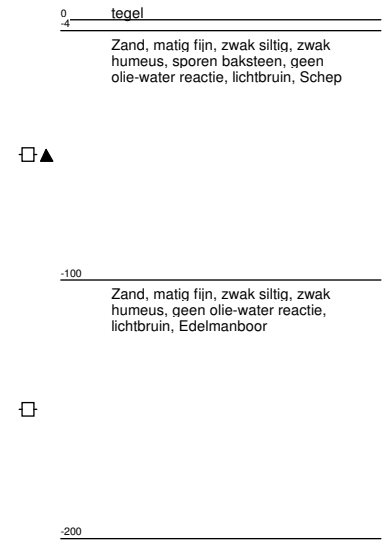 0 tegel
-4
Zand, matig fijn, zwak siltig, zwak
humeus, sporen baksteen, geen
olie-water reactie, lichtbruin, Schep
-100
Zand, matig fijn, zwak siltig, zwak
humeus, geen olie-water reactie,
lichtbruin, Edelmanboor
-200